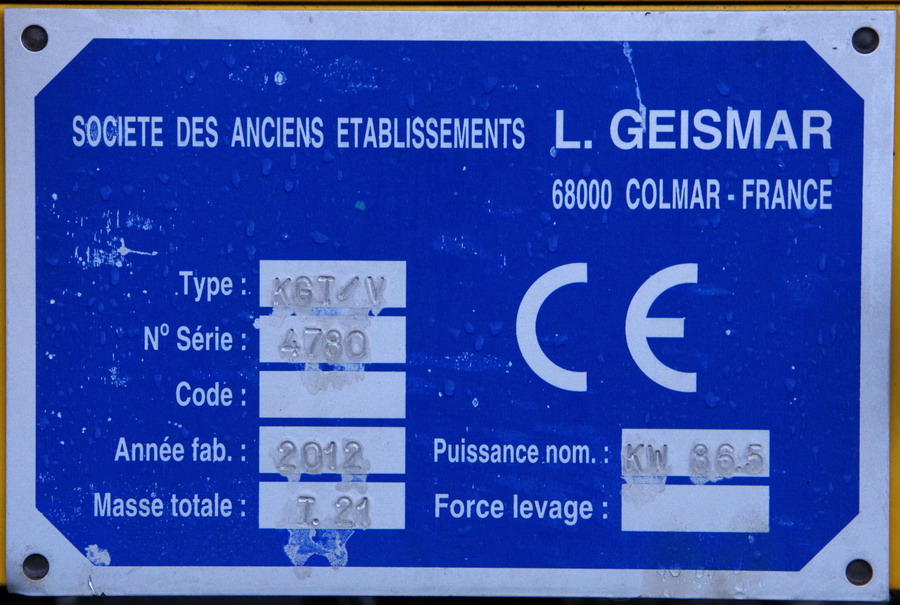 SOCIETE DES ANCIENS ETABLISSEMENTS L. GEISMAR
68000 COLMAR - FRANCE
Type : KGT/V
Nº Série : 4780
Code :
Année fab. : 2012
Masse totale : T. 21
CE
Puissance nom. : KW 86.5
Force levage :